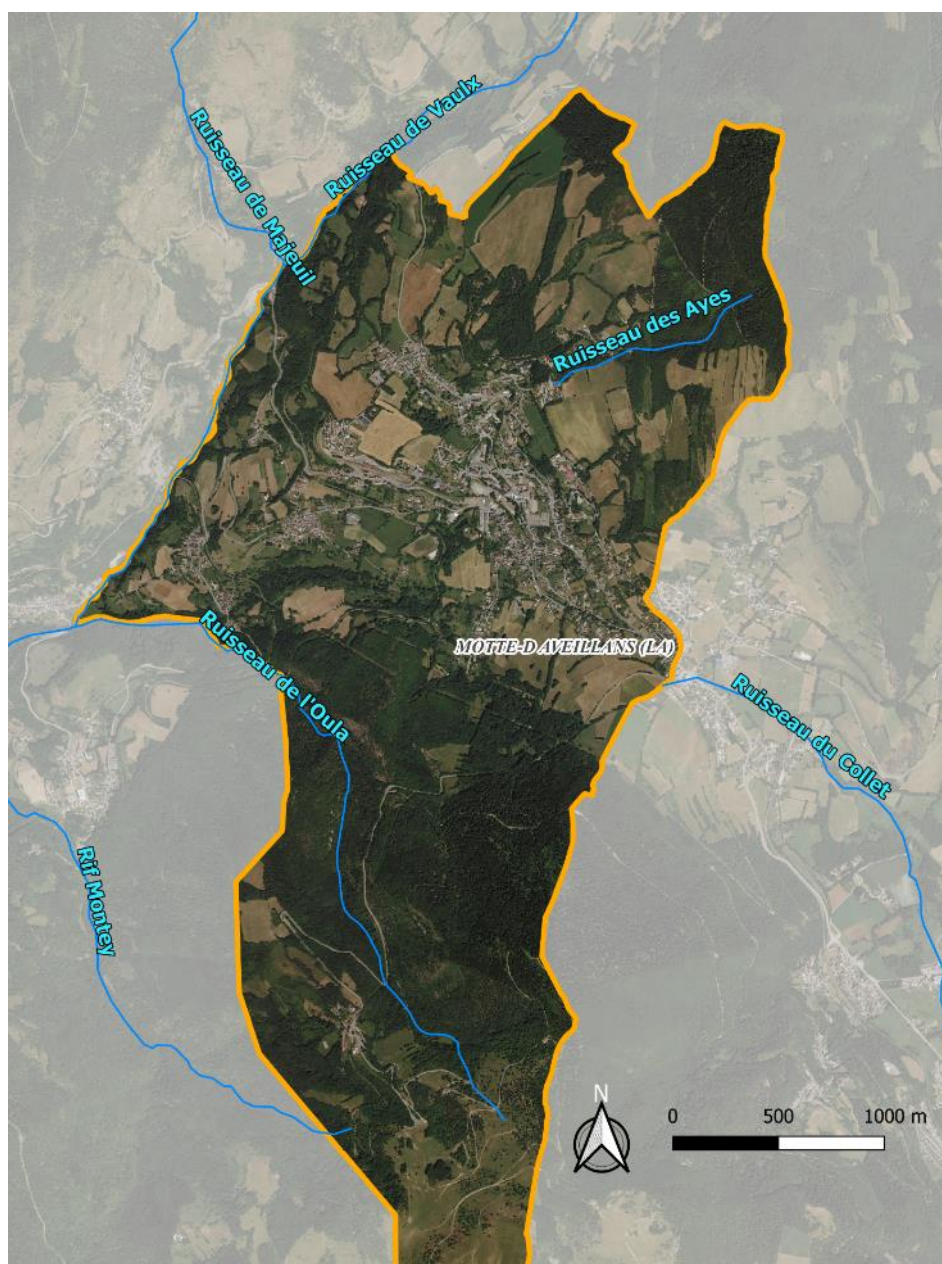 Ruisseau de Vaulx
Ruisseau de Majeuil
Ruisseau des Ayes
Ruisseau de l'Oula
MOTTE-D AVEILLANS (LA)
Ruisseau du Collet
Rif Montey
N
0 500 1000 m